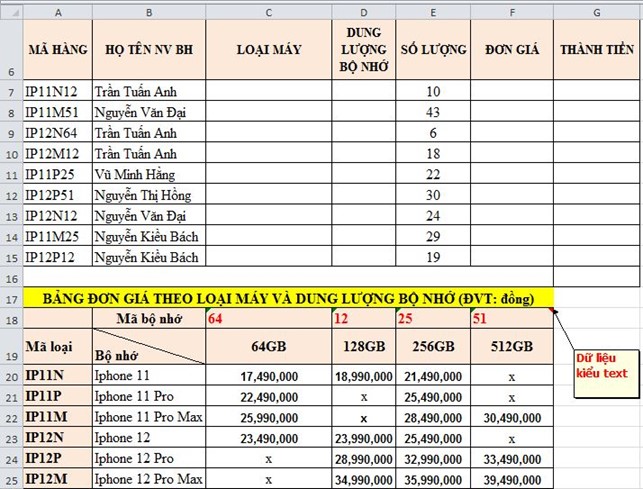 A B C D E F G
6 MÃ HÀNG HỌ TÊN NV BH LOẠI MÁY DUNG LƯỢNG BỘ NHỚ SỐ LƯỢNG ĐƠN GIÁ THÀNH TIỀN
7 IP11N12 Trần Tuấn Anh 10
8 IP11M51 Nguyễn Văn Đại 43
9 IP12N64 Trần Tuấn Anh 6
10 IP12M12 Trần Tuấn Anh 18
11 IP11P25 Vũ Minh Hằng 22
12 IP12P51 Nguyễn Thị Hồng 30
13 IP12N12 Nguyễn Văn Đại 24
14 IP11M25 Nguyễn Kiều Bách 29
15 IP12P12 Nguyễn Kiều Bách 19
16
17 BẢNG ĐƠN GIÁ THEO LOẠI MÁY VÀ DUNG LƯỢNG BỘ NHỚ (ĐVT: đồng)
18 Mã bộ nhớ 64 12 25 51
19 Mã loại Bộ nhớ 64GB 128GB 256GB 512GB
Dữ liệu
kiểu text
20 IP11N Iphone 11 17,490,000 18,990,000 21,490,000 x
21 IP11P Iphone 11 Pro 22,490,000 x 25,490,000 x
22 IP11M Iphone 11 Pro Max 25,990,000 x 28,490,000 30,490,000
23 IP12N Iphone 12 23,490,000 23,990,000 25,490,000 x
24 IP12P Iphone 12 Pro x 28,990,000 32,990,000 33,490,000
25 IP12M Iphone 12 Pro Max x 34,990,000 35,990,000 39,490,000